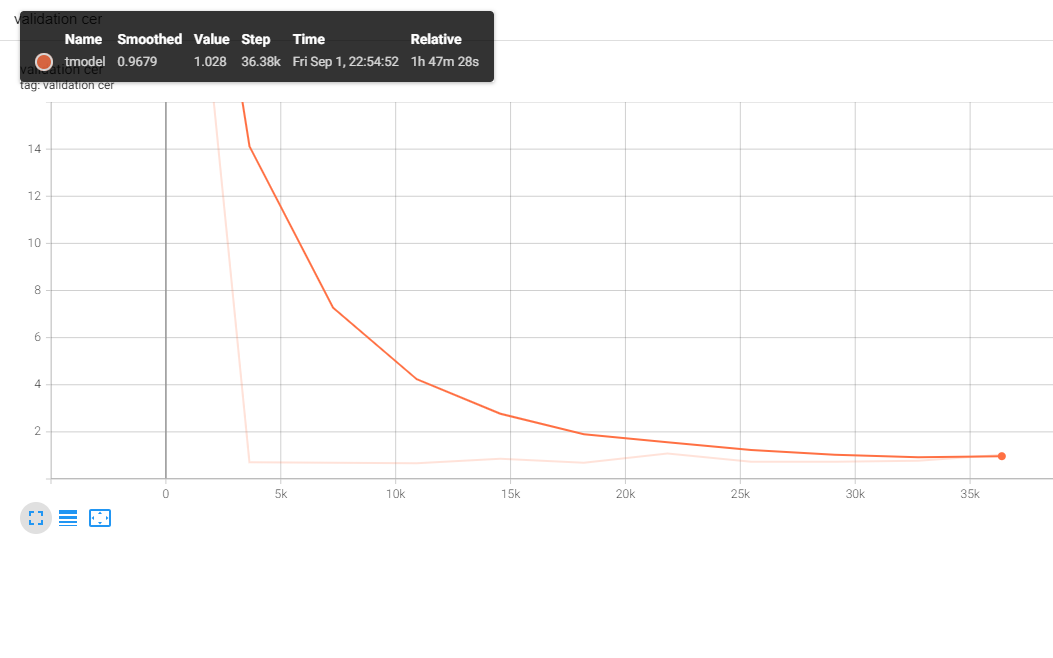 validation cer
Name Smoothed Value Step Time Relative
tmodel 0.9679 1.028 36.38k Fri Sep 1, 22:54:52 1h 47m 28s
validation cer
tag: validation cer
14
12
10
8
6
4
2
0 5k 10k 15k 20k 25k 30k 35k